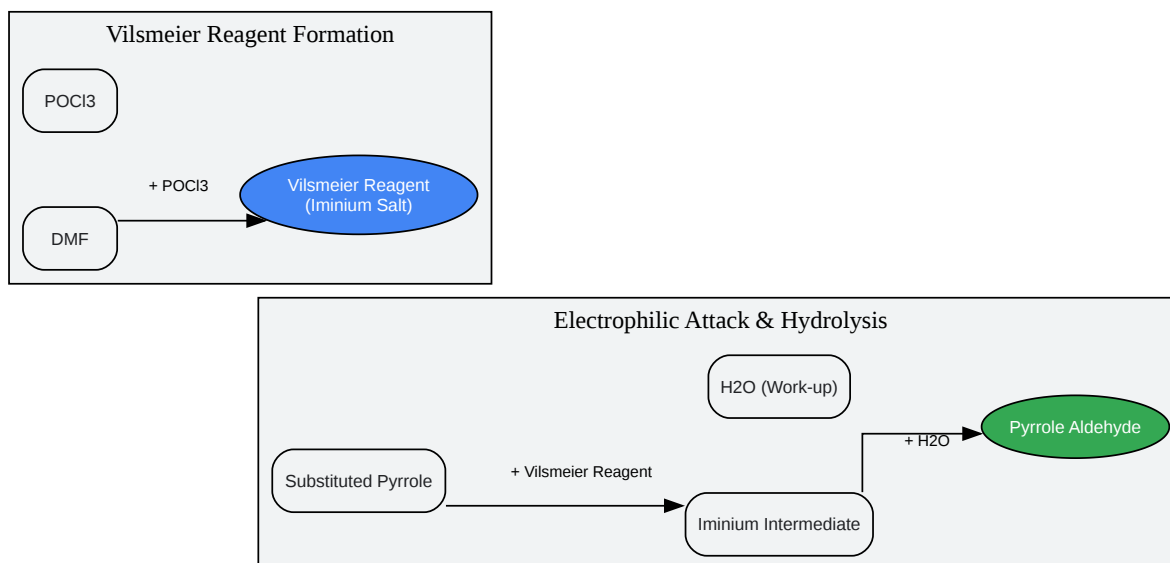 Vilsmeier Reagent Formation
POCl3
+ POCl3
Vilsmeier Reagent
(Iminium Salt)
DMF
Electrophilic Attack & Hydrolysis
H2O (Work-up)
Pyrrole Aldehyde
+ H2O
Substituted Pyrrole
+ Vilsmeier Reagent
Iminium Intermediate